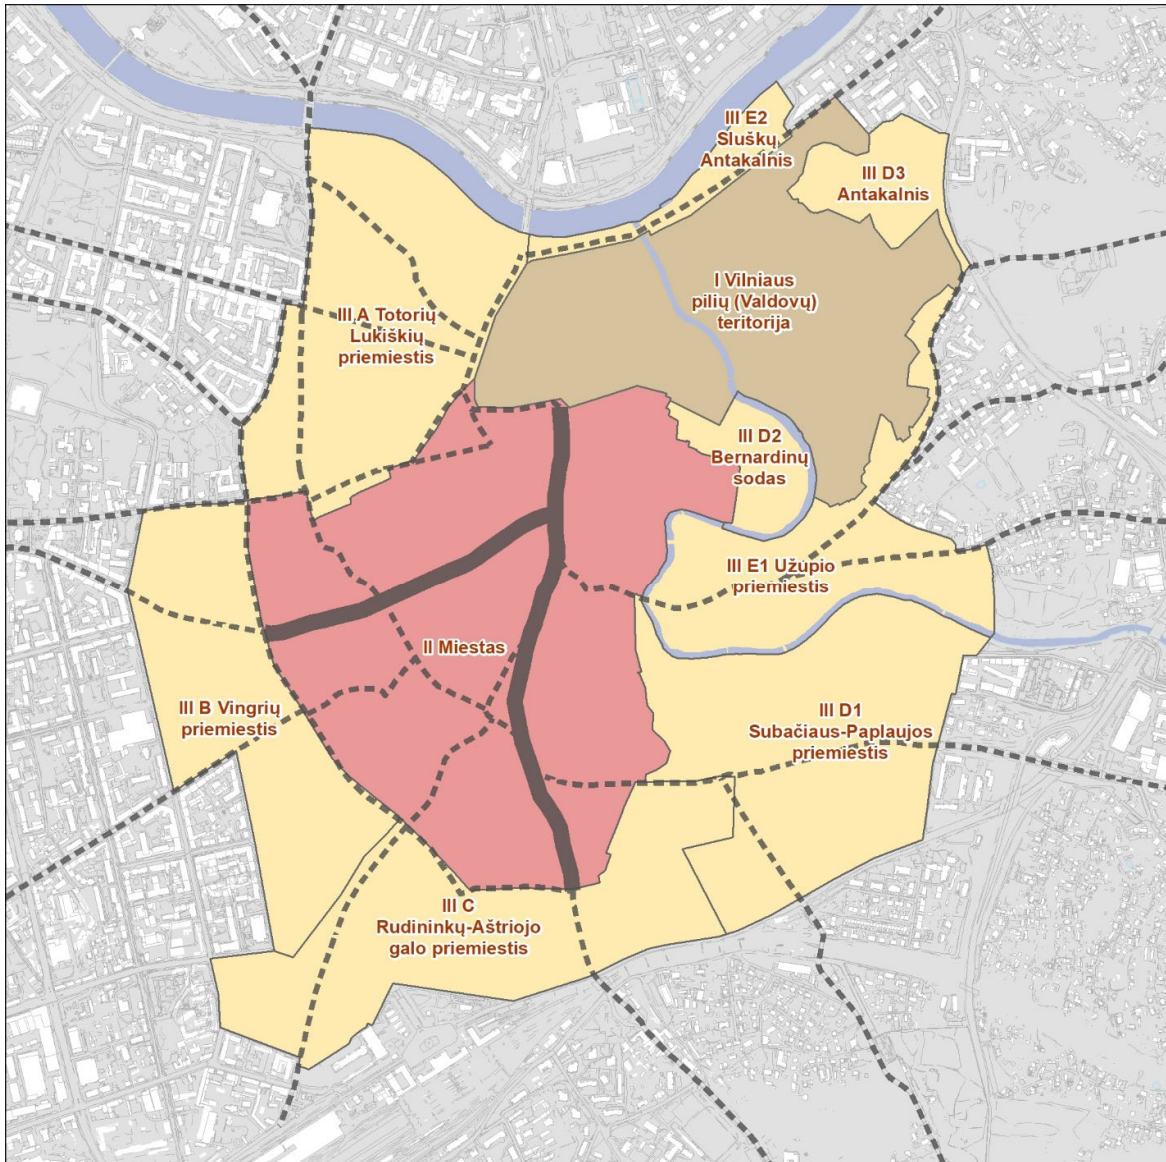 III E2
Sluškų
Antakalnis
III D3
Antakalnis
I Vilniaus
pilių (Valdovų)
teritorija
III A Totorių
Lukiškių
priemiestis
III D2
Bernardinų
sodas
III E1 Užupio
priemiestis
II Miestas
III B Vingrių
priemiestis
III D1
Subačiaus-Paplaujos
priemiestis
III C
Rudininkų-Aštriojo
galo priemiestis